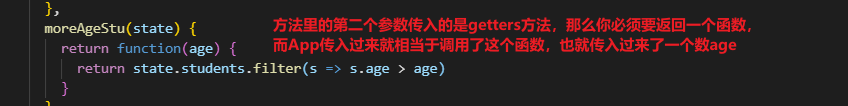 },
moreAgeStu(state) {
方法里的第二个参数传入的是getters方法，那么你必须要返回一个函数，
return function(age) {
而App传入过来就相当于调用了这个函数，也就传入过来了一个数age
return state.students.filter(s => s.age > age)
}
}